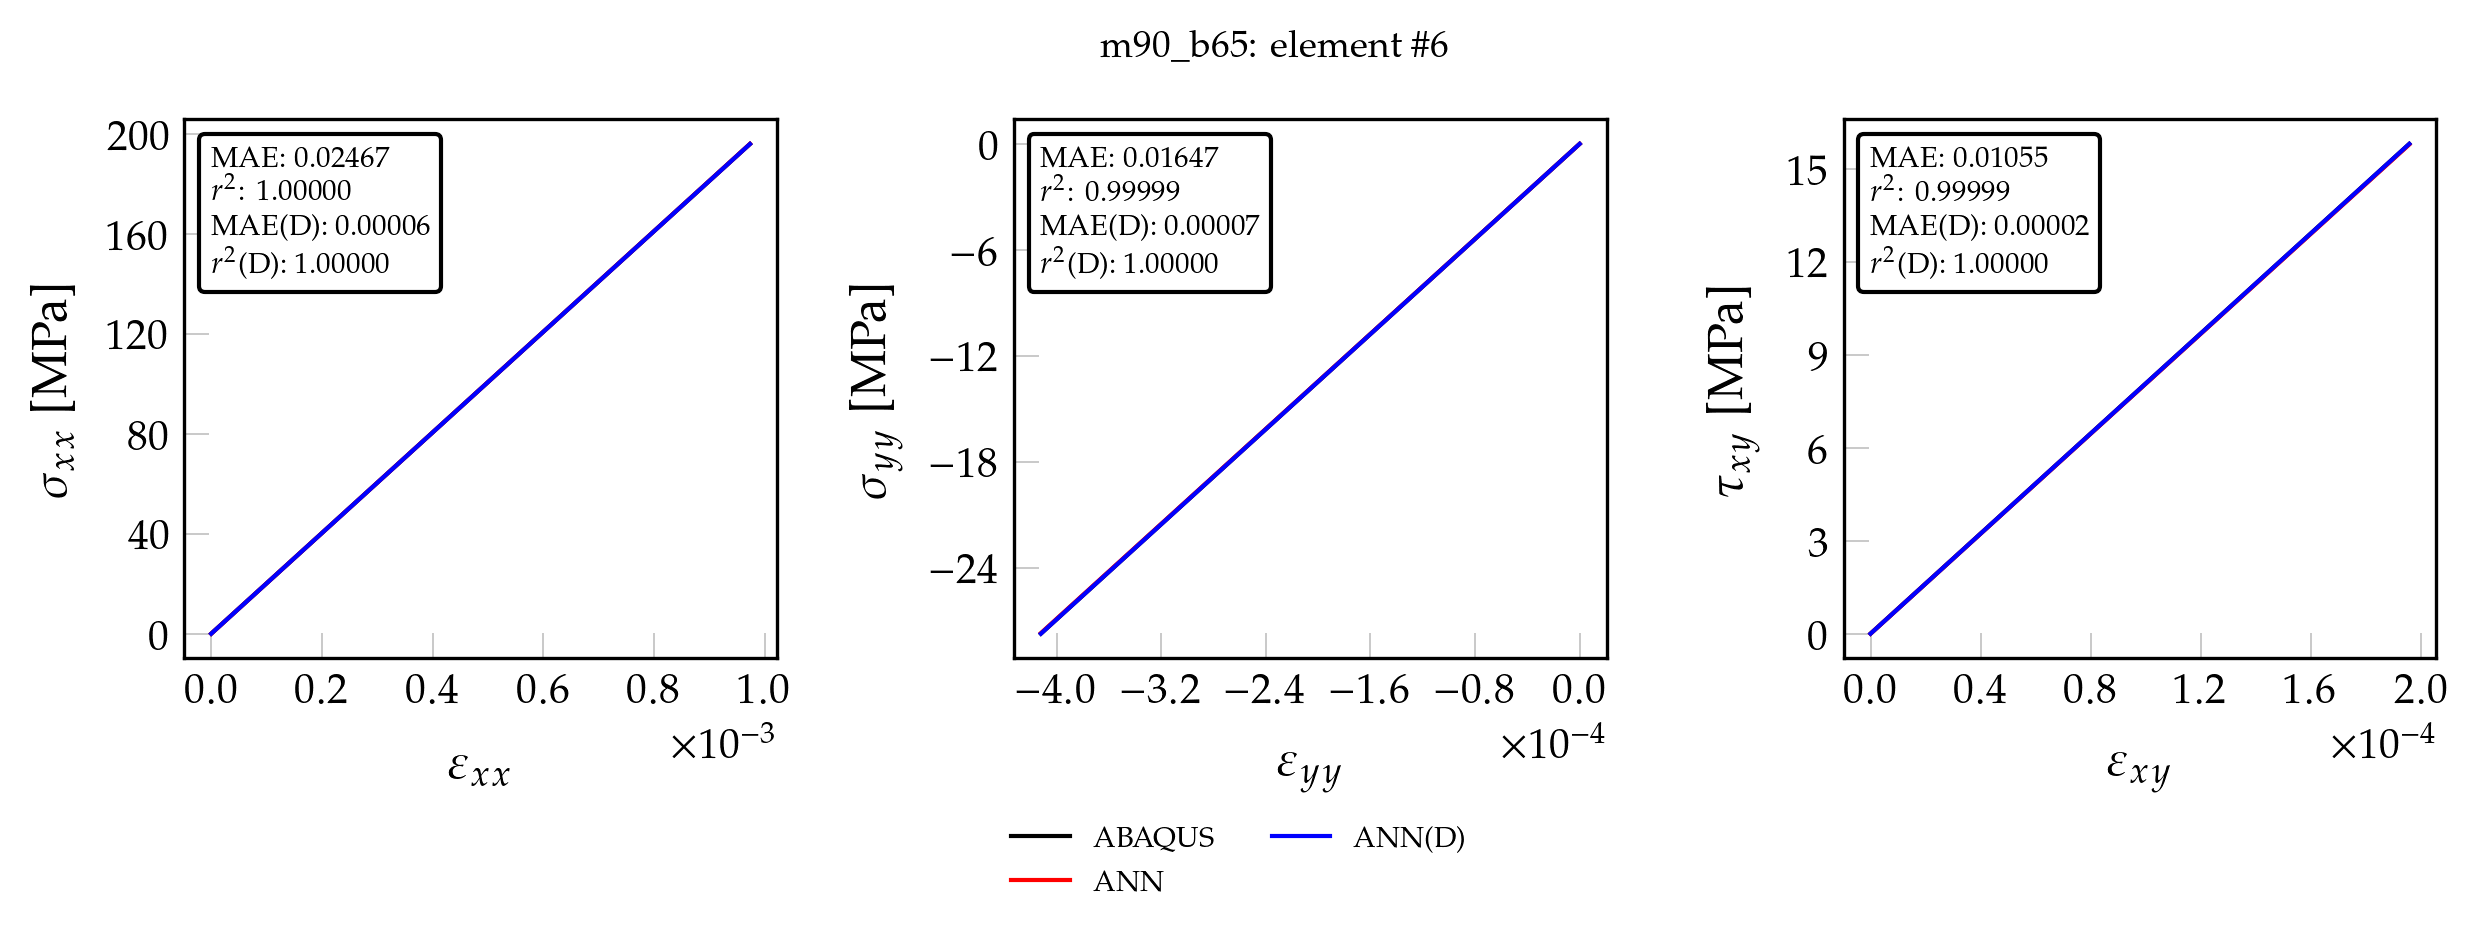 m90_b65: element #6
200
160
120
80
40
0
σxx [MPa]
MAE: 0.02467
r²: 1.00000
MAE(D): 0.00006
r²(D): 1.00000
0.0 0.2 0.4 0.6 0.8 1.0
×10⁻³
εxx
0
−6
−12
−18
−24
σyy [MPa]
MAE: 0.01647
r²: 0.99999
MAE(D): 0.00007
r²(D): 1.00000
−4.0 −3.2 −2.4 −1.6 −0.8 0.0
×10⁻⁴
εyy
15
12
9
6
3
0
τxy [MPa]
MAE: 0.01055
r²: 0.99999
MAE(D): 0.00002
r²(D): 1.00000
0.0 0.4 0.8 1.2 1.6 2.0
×10⁻⁴
εxy
ABAQUS
ANN
ANN(D)